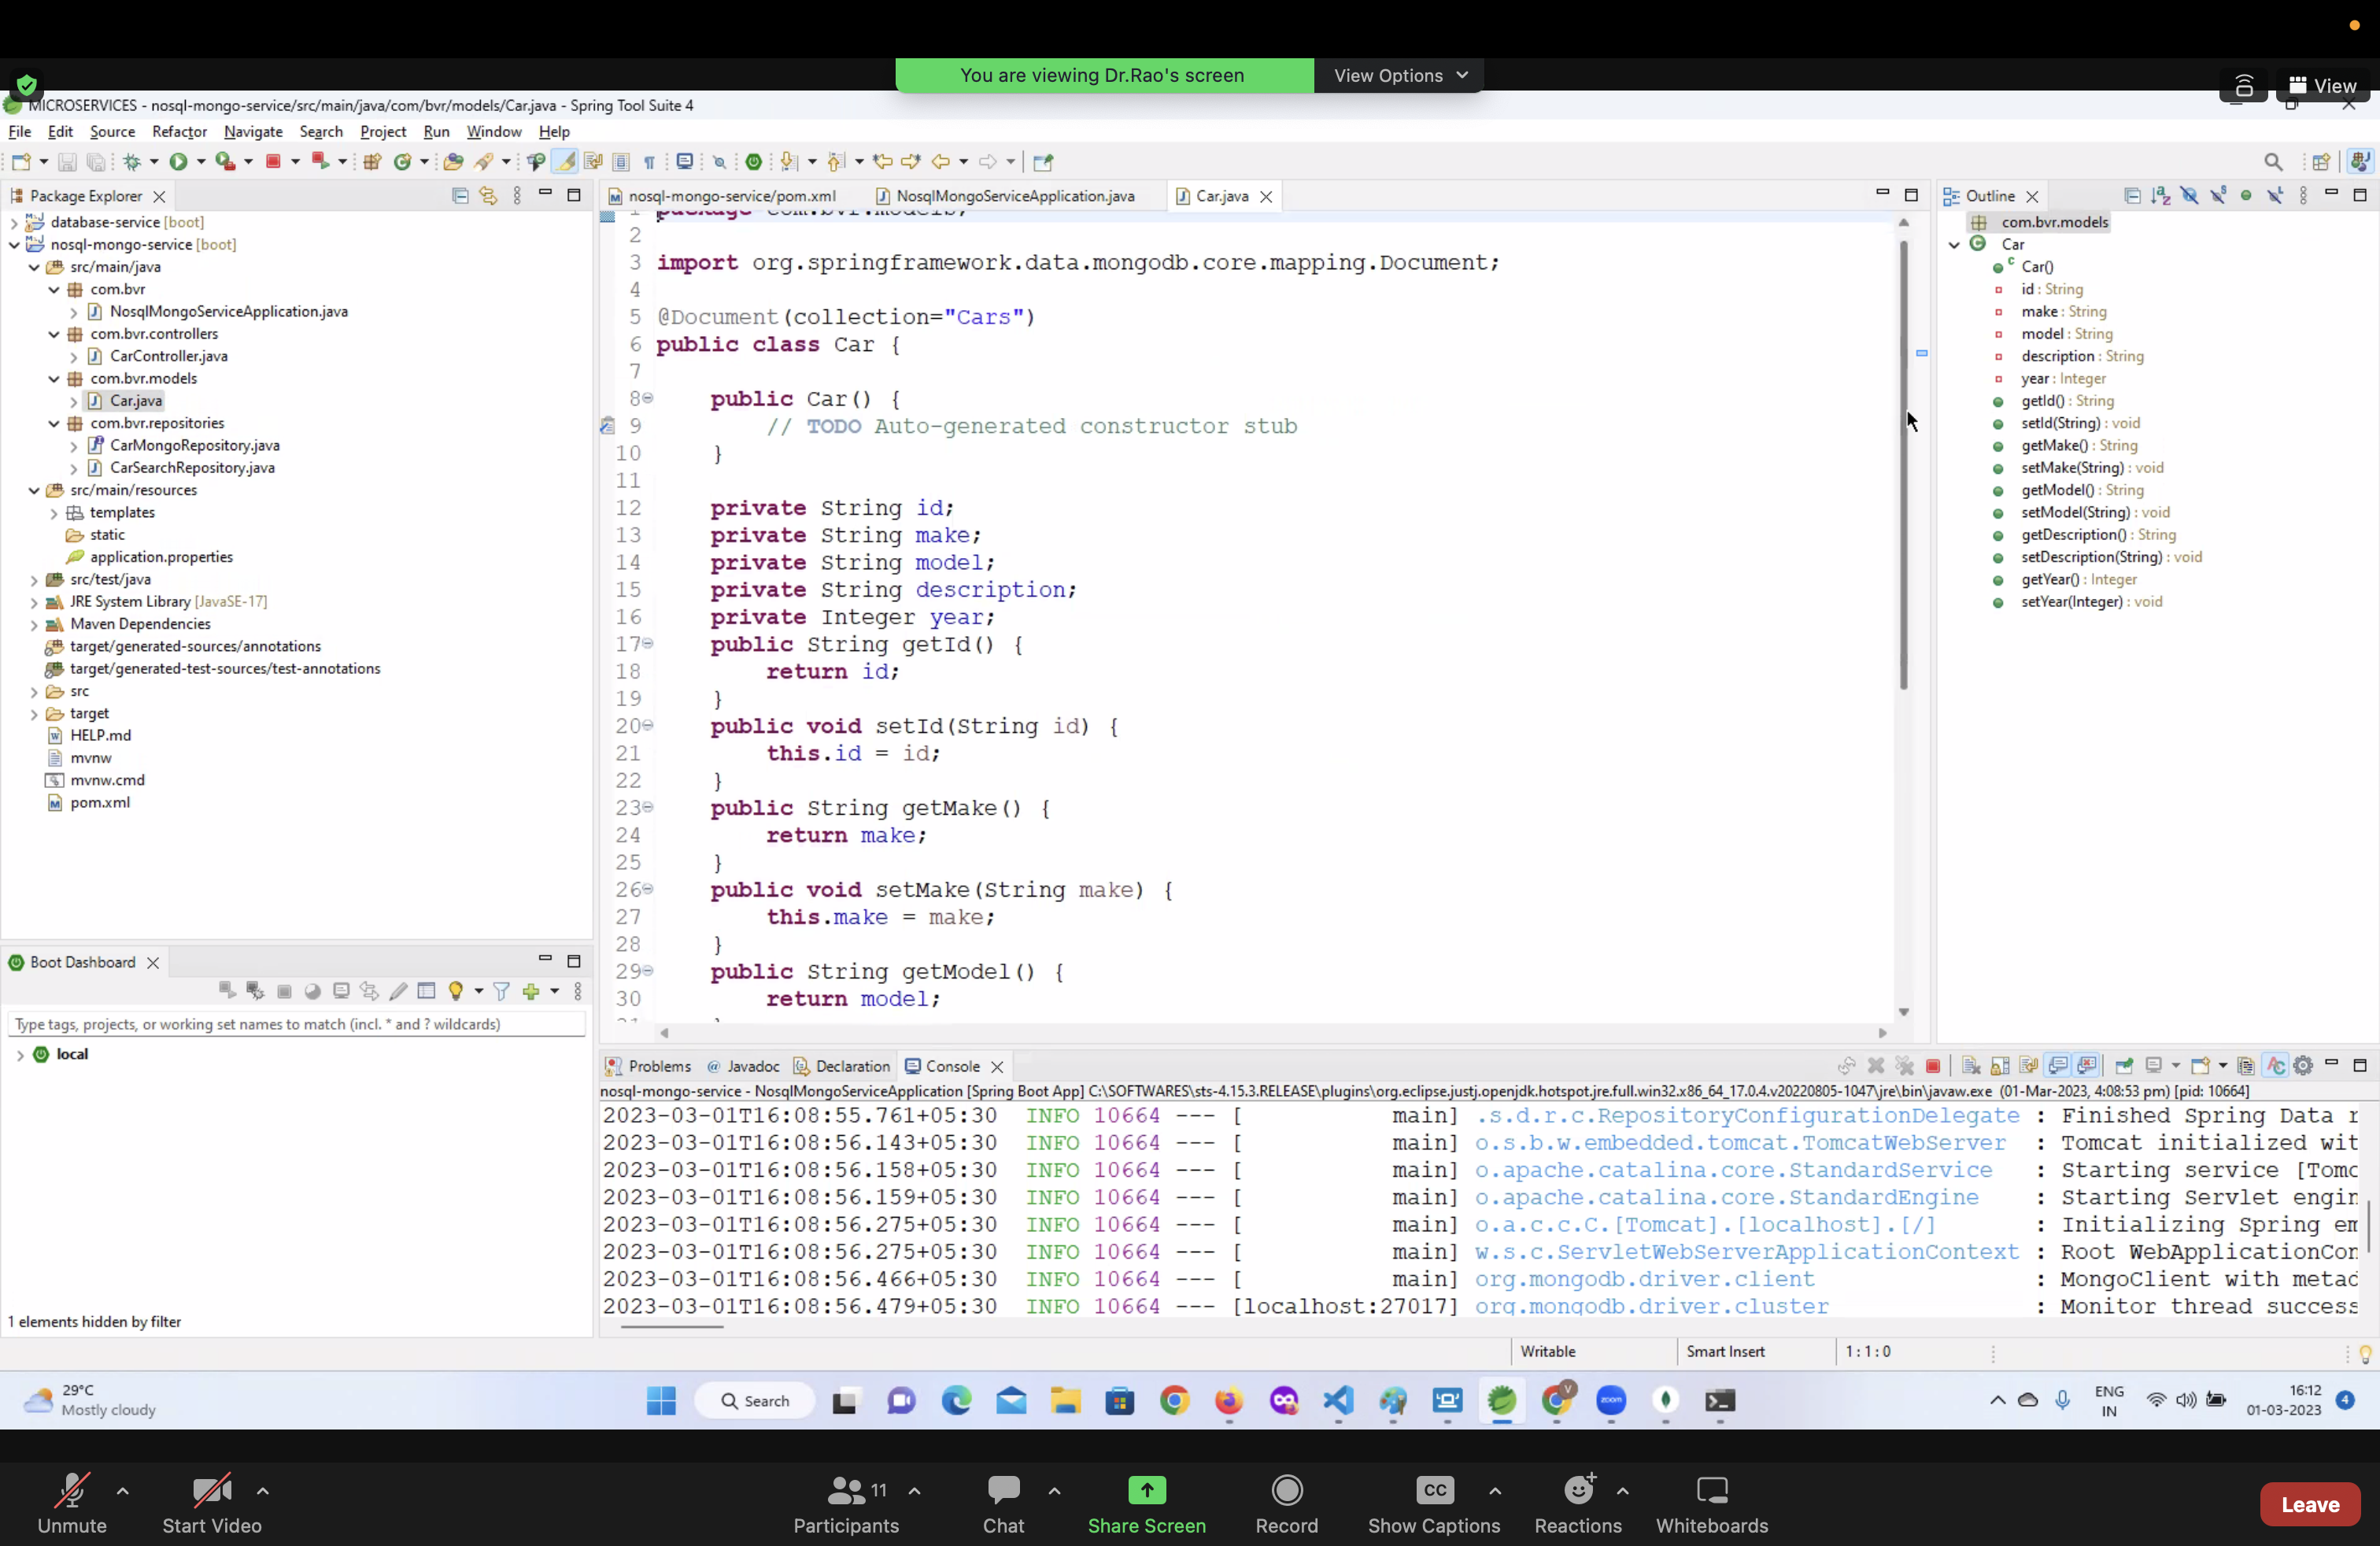 You are viewing Dr.Rao's screen
View Options
View
MICROSERVICES - nosql-mongo-service/src/main/java/com/bvr/models/Car.java - Spring Tool Suite 4
File Edit Source Refactor Navigate Search Project Run Window Help
Package Explorer
database-service [boot]
nosql-mongo-service [boot]
src/main/java
com.bvr
NosqlMongoServiceApplication.java
com.bvr.controllers
CarController.java
com.bvr.models
Car.java
com.bvr.repositories
CarMongoRepository.java
CarSearchRepository.java
src/main/resources
templates
static
application.properties
src/test/java
JRE System Library [JavaSE-17]
Maven Dependencies
target/generated-sources/annotations
target/generated-test-sources/test-annotations
src
target
HELP.md
mvnw
mvnw.cmd
pom.xml
Boot Dashboard
Type tags, projects, or working set names to match (incl. * and ? wildcards)
local
1 elements hidden by filter
nosql-mongo-service/pom.xml NosqlMongoServiceApplication.java Car.java
1 package com.bvr.models;
2
3 import org.springframework.data.mongodb.core.mapping.Document;
4
5 @Document(collection="Cars")
6 public class Car {
7
8 public Car() {
9 // TODO Auto-generated constructor stub
10 }
11
12 private String id;
13 private String make;
14 private String model;
15 private String description;
16 private Integer year;
17 public String getId() {
18 return id;
19 }
20 public void setId(String id) {
21 this.id = id;
22 }
23 public String getMake() {
24 return make;
25 }
26 public void setMake(String make) {
27 this.make = make;
28 }
29 public String getModel() {
30 return model;
Outline
com.bvr.models
Car
Car()
id : String
make : String
model : String
description : String
year : Integer
getId() : String
setId(String) : void
getMake() : String
setMake(String) : void
getModel() : String
setModel(String) : void
getDescription() : String
setDescription(String) : void
getYear() : Integer
setYear(Integer) : void
Problems Javadoc Declaration Console
nosql-mongo-service - NosqlMongoServiceApplication [Spring Boot App] C:\SOFTWARES\sts-4.15.3.RELEASE\plugins\org.eclipse.justj.openjdk.hotspot.jre.full.win32.x86_64_17.0.4.v20220805-1047\jre\bin\javaw.exe (01-Mar-2023, 4:08:53 pm) [pid: 10664]
2023-03-01T16:08:55.761+05:30 INFO 10664 --- [ main] .s.d.r.c.RepositoryConfigurationDelegate : Finished Spring Data r
2023-03-01T16:08:56.143+05:30 INFO 10664 --- [ main] o.s.b.w.embedded.tomcat.TomcatWebServer : Tomcat initialized wit
2023-03-01T16:08:56.158+05:30 INFO 10664 --- [ main] o.apache.catalina.core.StandardService : Starting service [Tomc
2023-03-01T16:08:56.159+05:30 INFO 10664 --- [ main] o.apache.catalina.core.StandardEngine : Starting Servlet engin
2023-03-01T16:08:56.275+05:30 INFO 10664 --- [ main] o.a.c.c.C.[Tomcat].[localhost].[/] : Initializing Spring em
2023-03-01T16:08:56.275+05:30 INFO 10664 --- [ main] w.s.c.ServletWebServerApplicationContext : Root WebApplicationCon
2023-03-01T16:08:56.466+05:30 INFO 10664 --- [ main] org.mongodb.driver.client : MongoClient with metad
2023-03-01T16:08:56.479+05:30 INFO 10664 --- [localhost:27017] org.mongodb.driver.cluster : Monitor thread success
Writable Smart Insert 1 : 1 : 0
29°C
Mostly cloudy
Search
zoom
ENG
IN
16:12
01-03-2023
4
Unmute
Start Video
11
Participants
Chat
Share Screen
Record
CC
Show Captions
Reactions
Whiteboards
Leave